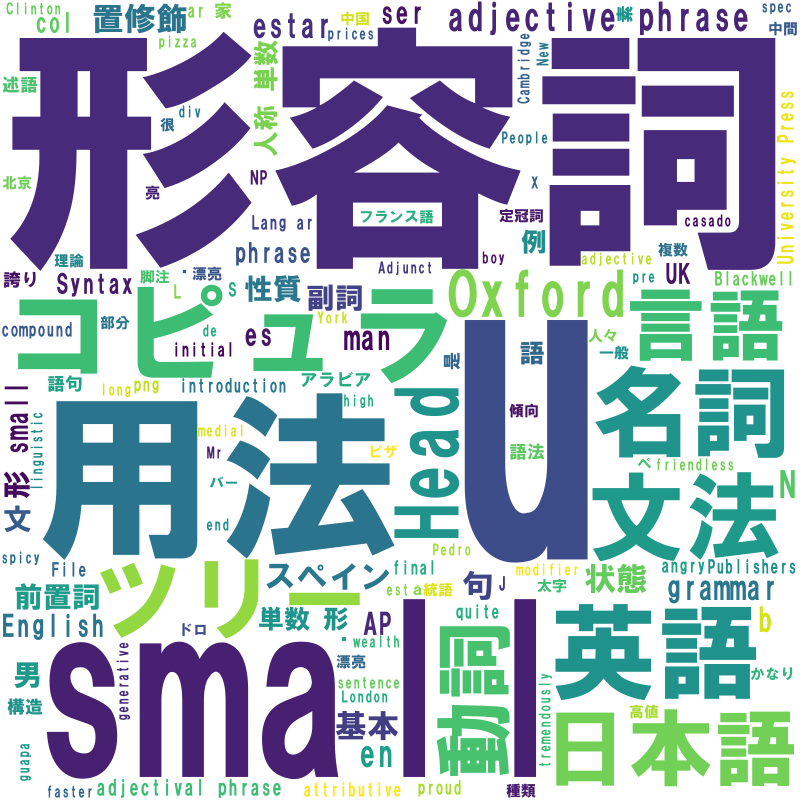 Clinton
col
置修飾
ar 家
pizza
中国
estar
prices
ser
adjective phrase
美
spec
中間
形容詞
述語
単数
人称
div
很
Cambridge
New
People
University Press
北京
亮
NP
Lang ar
フランス語
X
定冠詞
casado
誇り
理論
Syntax
・漂亮
脚注
L
S
phrase
性質
副詞
Adjunct
boy
例
adjective
複数
pre
UK
Blackwell
コピュラ
Oxford
言語
compound
部分
de
initial
es
York
man
是
語
人々
一般
語句
long
png
introduction
アラビア
high
u
名詞
形 small
linguistic
用法
medial
Mr
バー
ピザ
Head
傾向
語法
ペ
friendless
文法
N
文
end
Pedro
spicy
File
スペイン
final
modifier
angry
Publishers
前置詞
ツリー
esta
統語
句
J
太字
状態
grammar
English
ドロ
単数 形
・
AP
quite
wealth
b
small
男
構造
generative
漂亮
sentence
London
基本
en
動詞
tremendously
英語
かなり
高値
日本語
guapa
faster
adjectival phrase
attributive
proud
種類